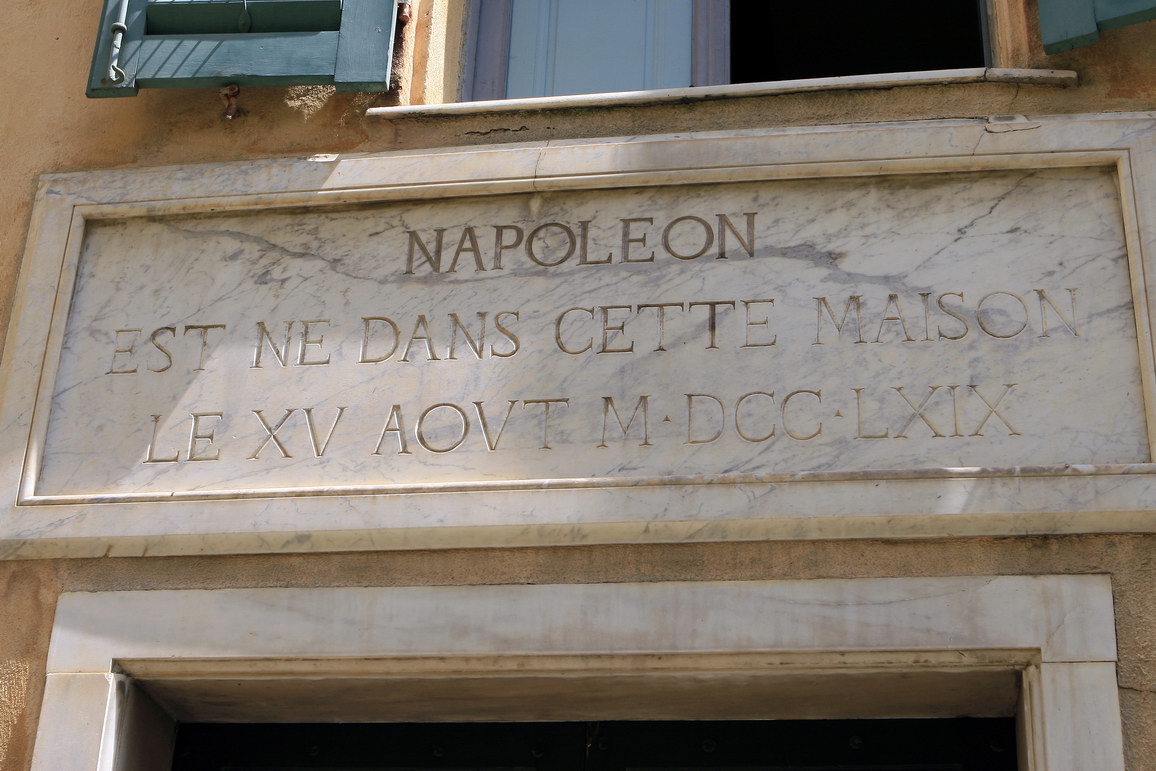 NAPOLEON
EST NE DANS CETTE MAISON
LE XV AOVT M·DCC·LXIX